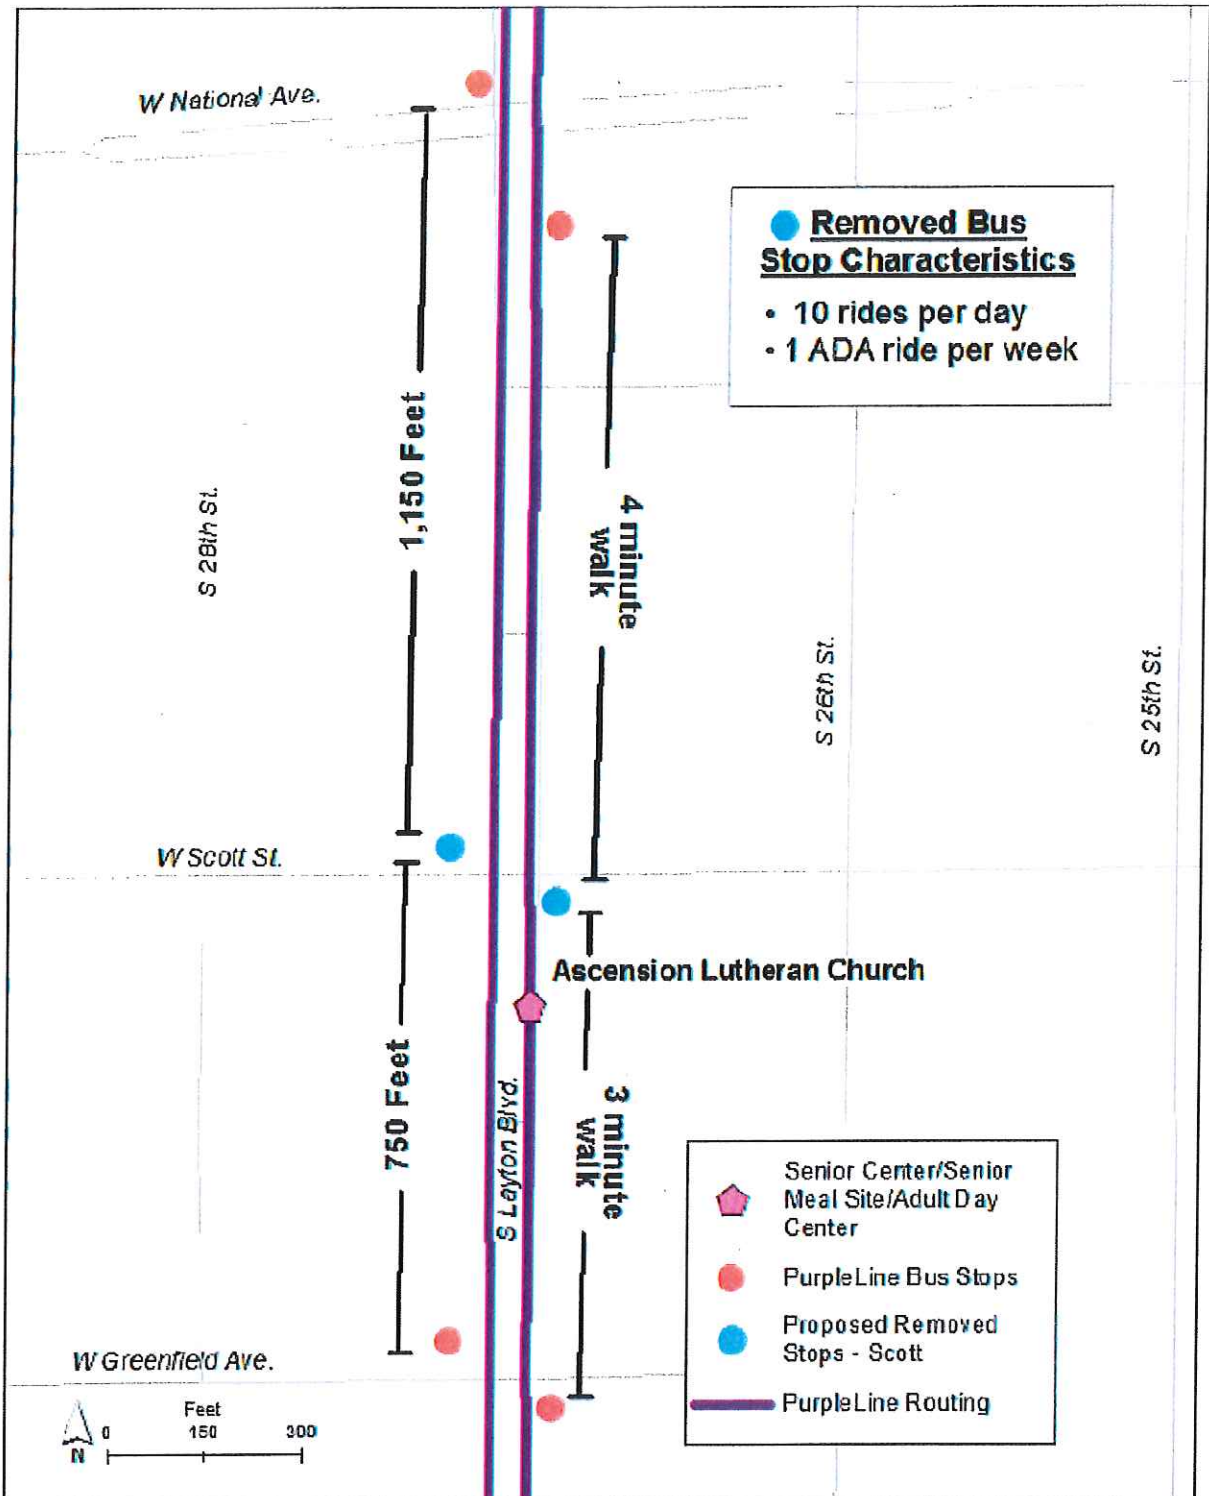 W National Ave.
Removed Bus
Stop Characteristics
• 10 rides per day
• 1 ADA ride per week
1,150 Feet
4 minute
walk
S 28th St.
S 26th St.
S 25th St.
W Scott St.
Ascension Lutheran Church
750 Feet
3 minute
walk
S Layton Blvd.
W Greenfield Ave.
Feet
0 150 300
N
Senior Center/Senior
Meal Site/Adult Day
Center
PurpleLine Bus Stops
Proposed Removed
Stops - Scott
PurpleLine Routing